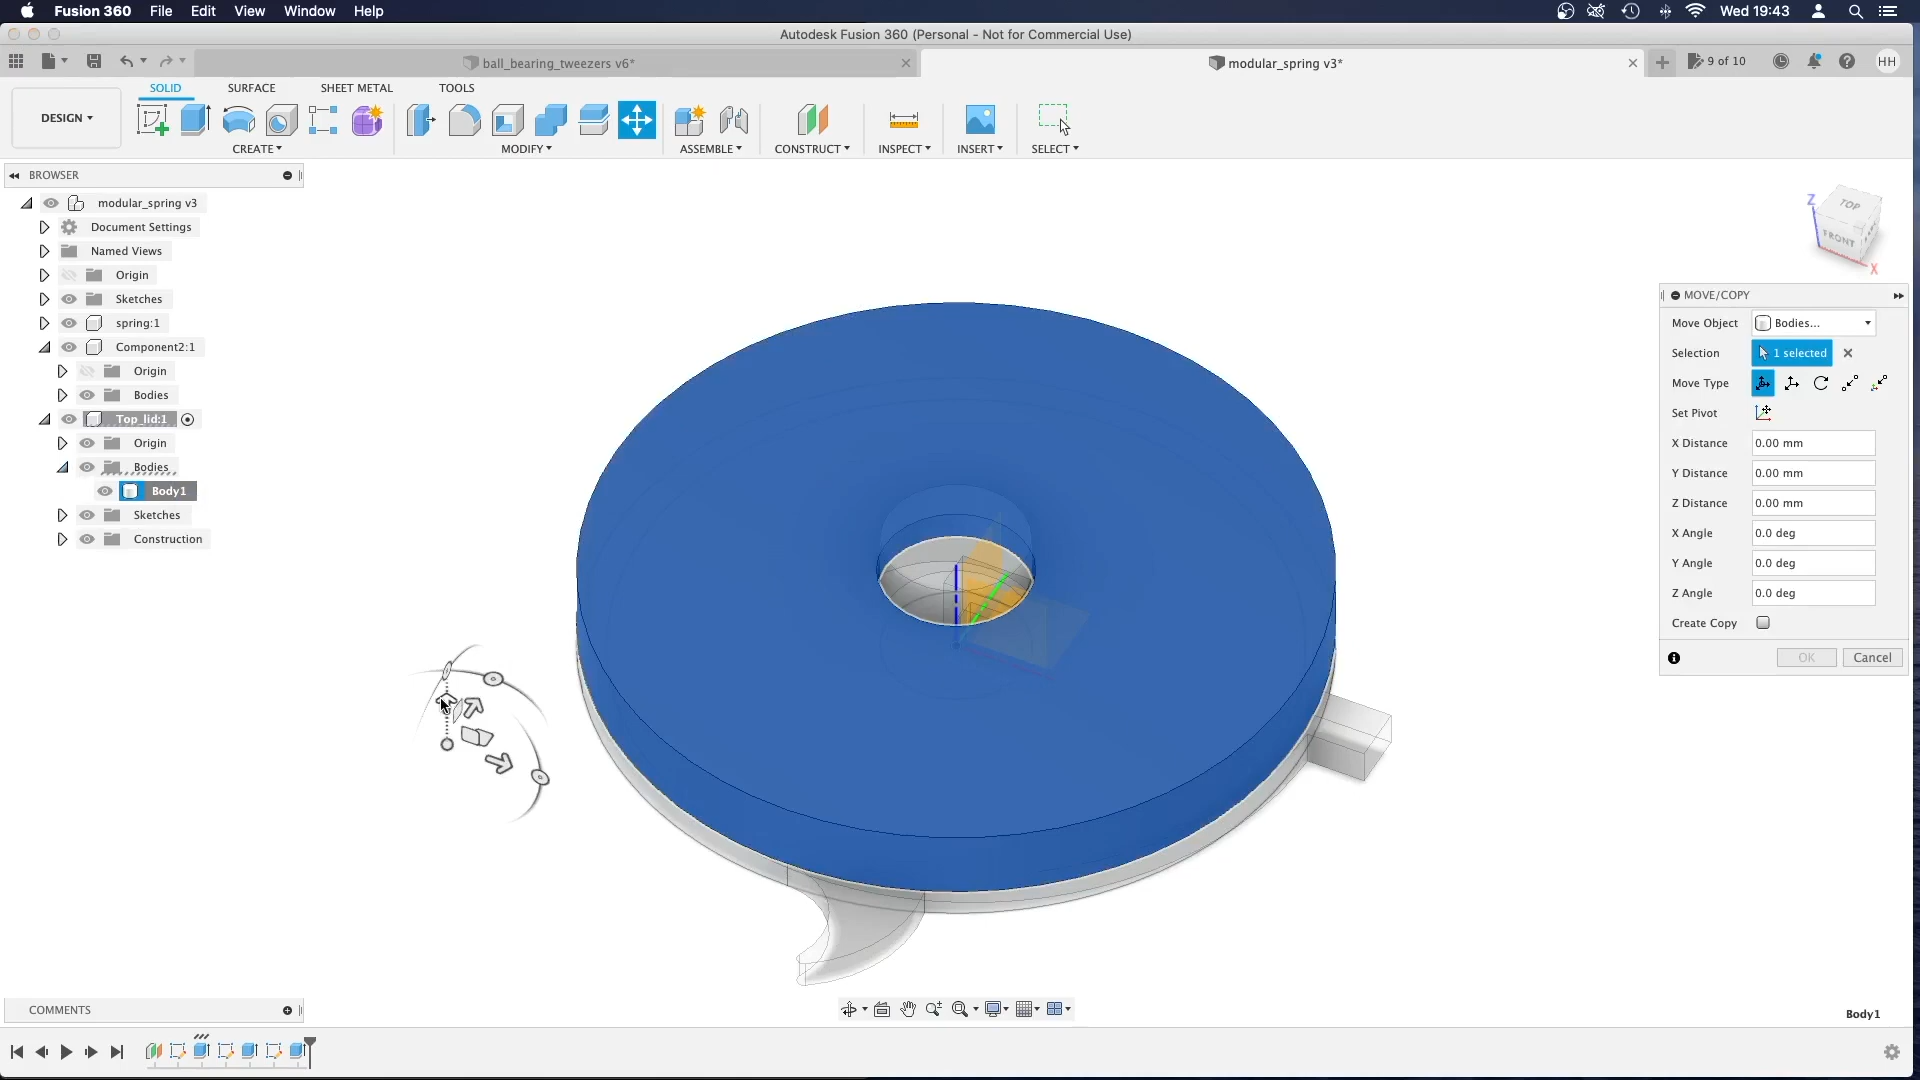 Fusion 360 File Edit View Window Help Wed 19:43
Autodesk Fusion 360 (Personal - Not for Commercial Use)
ball_bearing_tweezers v6* modular_spring v3* 9 of 10 HH
SOLID SURFACE SHEET METAL TOOLS
DESIGN
CREATE MODIFY ASSEMBLE CONSTRUCT INSPECT INSERT SELECT
BROWSER
modular_spring v3
Document Settings
Named Views
Origin
Sketches
spring:1
Component2:1
Origin
Bodies
Top_lid:1
Origin
Bodies
Body1
Sketches
Construction
Z
TOP
FRONT
X
MOVE/COPY
Move Object Bodies...
Selection 1 selected
Move Type
Set Pivot
X Distance 0.00 mm
Y Distance 0.00 mm
Z Distance 0.00 mm
X Angle 0.0 deg
Y Angle 0.0 deg
Z Angle 0.0 deg
Create Copy
OK Cancel
COMMENTS
Body1